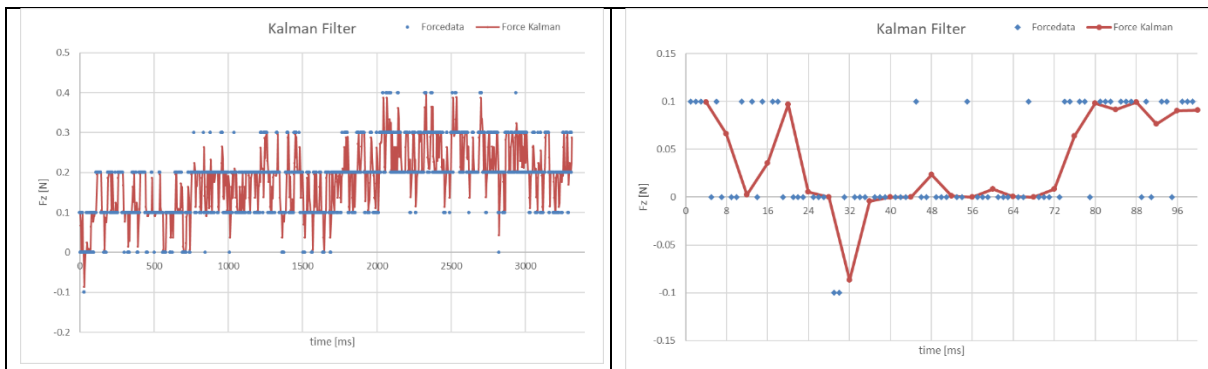 Kalman Filter
Forcedata
Force Kalman
0.5
0.4
0.3
0.2
0.1
0
-0.1
-0.2
0 500 1000 1500 2000 2500 3000
Fz [N]
time [ms]
Kalman Filter
Forcedata
Force Kalman
0.15
0.1
0.05
0
-0.05
-0.1
-0.15
0 8 16 24 32 40 48 56 64 72 80 88 96
Fz [N]
time [ms]